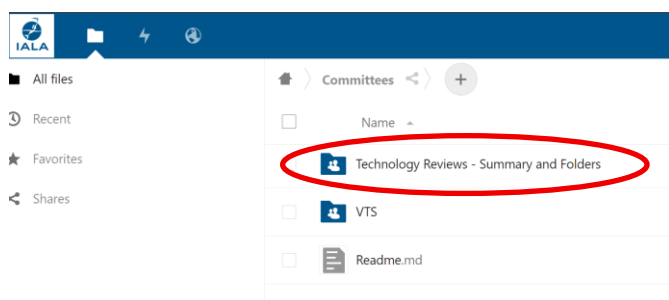 IALA
All files
Recent
Favorites
Shares
Committees
Name
Technology Reviews - Summary and Folders
VTS
Readme.md